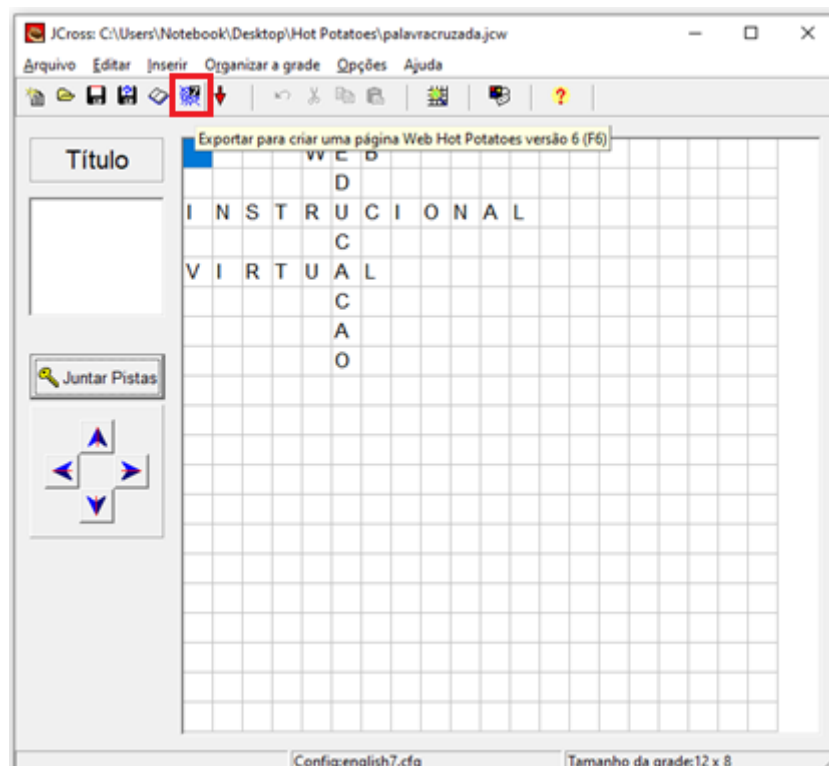 JCross: C:\Users\Notebook\Desktop\Hot Potatoes\palavracruzada.jcw
Arquivo Editar Inserir Organizar a grade Opções Ajuda
Exportar para criar uma página Web Hot Potatoes versão 6 (F6)
Título
W E B
D
I N S T R U C I O N A L
C
V I R T U A L
C
A
O
Juntar Pistas
Config:english7.cfg
Tamanho da grade:12 x 8